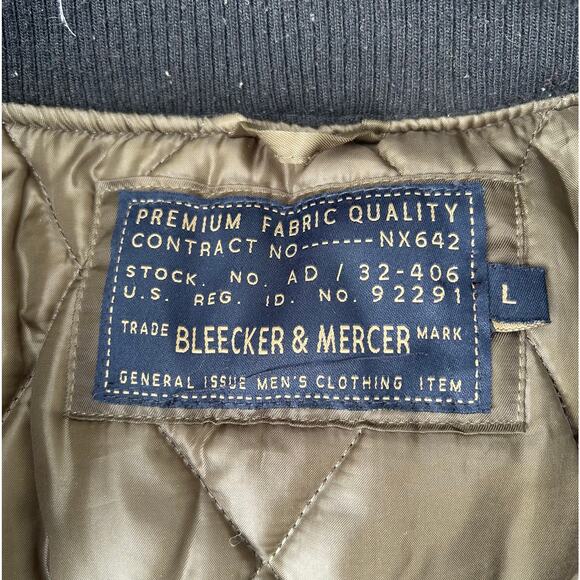 PREMIUM FABRIC QUALITY
CONTRACT NO-------NX642
STOCK. NO. AD / 32-406
U.S. REG. ID. NO. 92291
TRADE BLEECKER & MERCER MARK
GENERAL ISSUE MEN'S CLOTHING ITEM
L